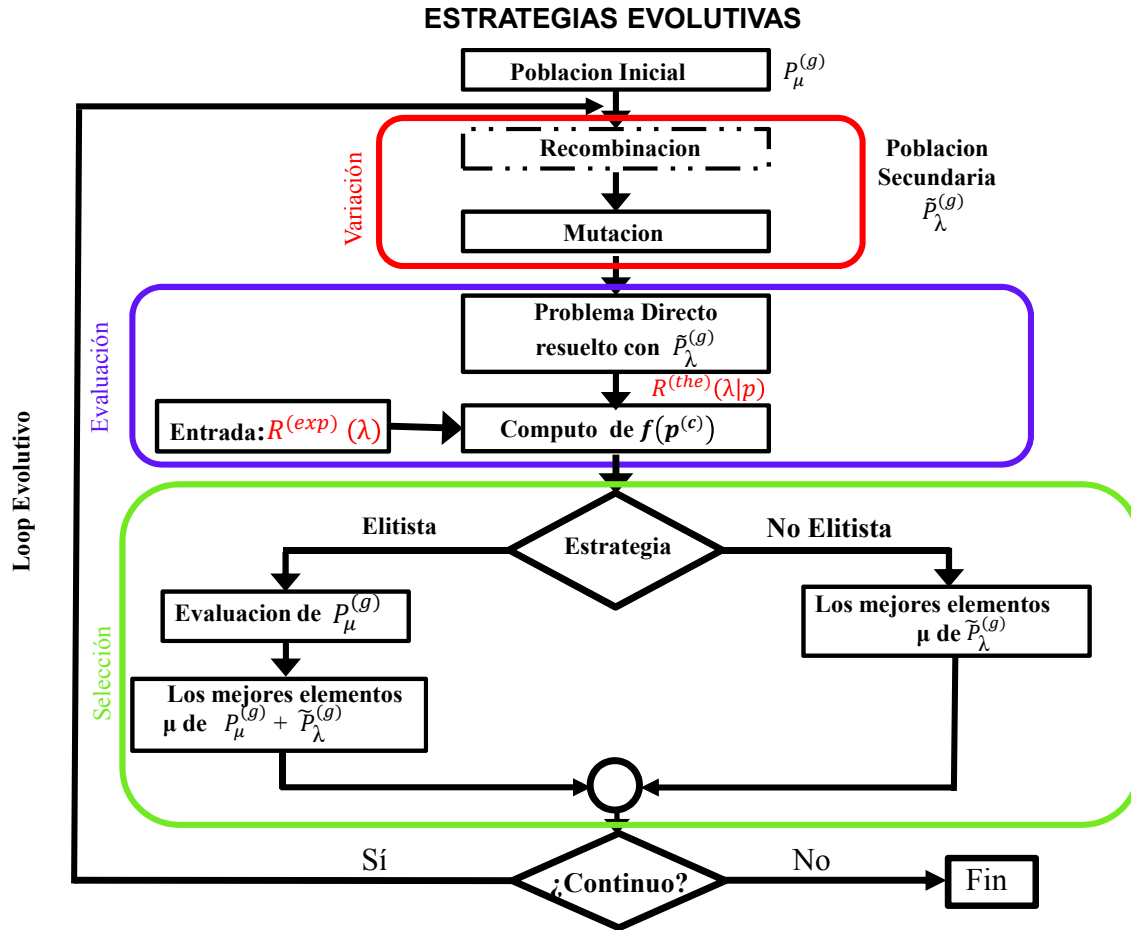 ESTRATEGIAS EVOLUTIVAS
Poblacion Inicial
P_μ^(g)
Recombinacion
Mutacion
Variación
Poblacion
Secundaria
P̃_λ^(g)
Problema Directo
resuelto con P̃_λ^(g)
R^(the)(λ|p)
Entrada: R^(exp) (λ)
Computo de f(p^(c))
Evaluación
Loop Evolutivo
Elitista
Estrategia
No Elitista
Evaluacion de P_μ^(g)
Los mejores elementos
μ de P_μ^(g) + P̃_λ^(g)
Los mejores elementos
μ de P̃_λ^(g)
Selección
Sí
¿Continuo?
No
Fin